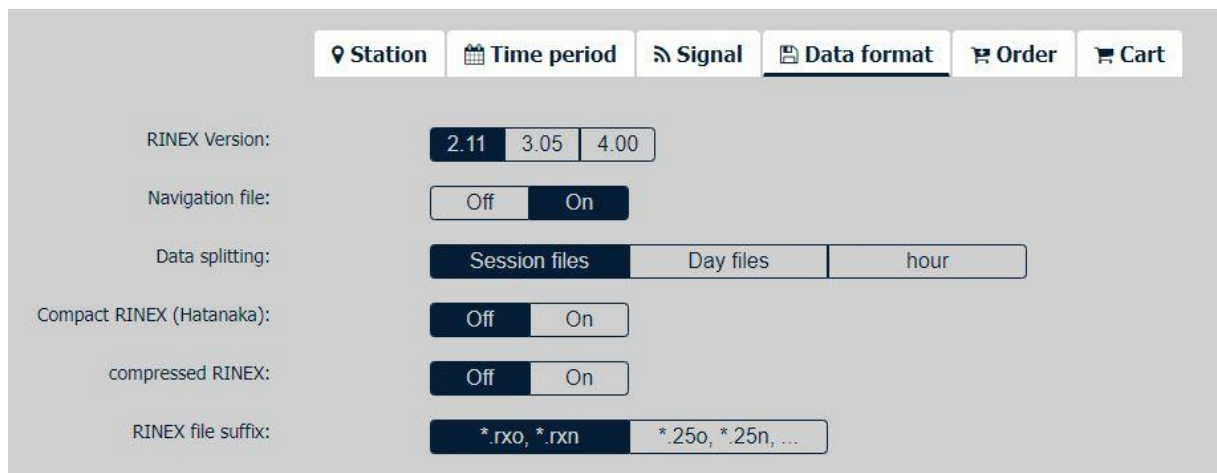 Station Time period Signal Data format Order Cart
RINEX Version: 2.11 3.05 4.00
Navigation file: Off On
Data splitting: Session files Day files hour
Compact RINEX (Hatanaka): Off On
compressed RINEX: Off On
RINEX file suffix: *.rxo, *.rxn *.25o, *.25n, ...